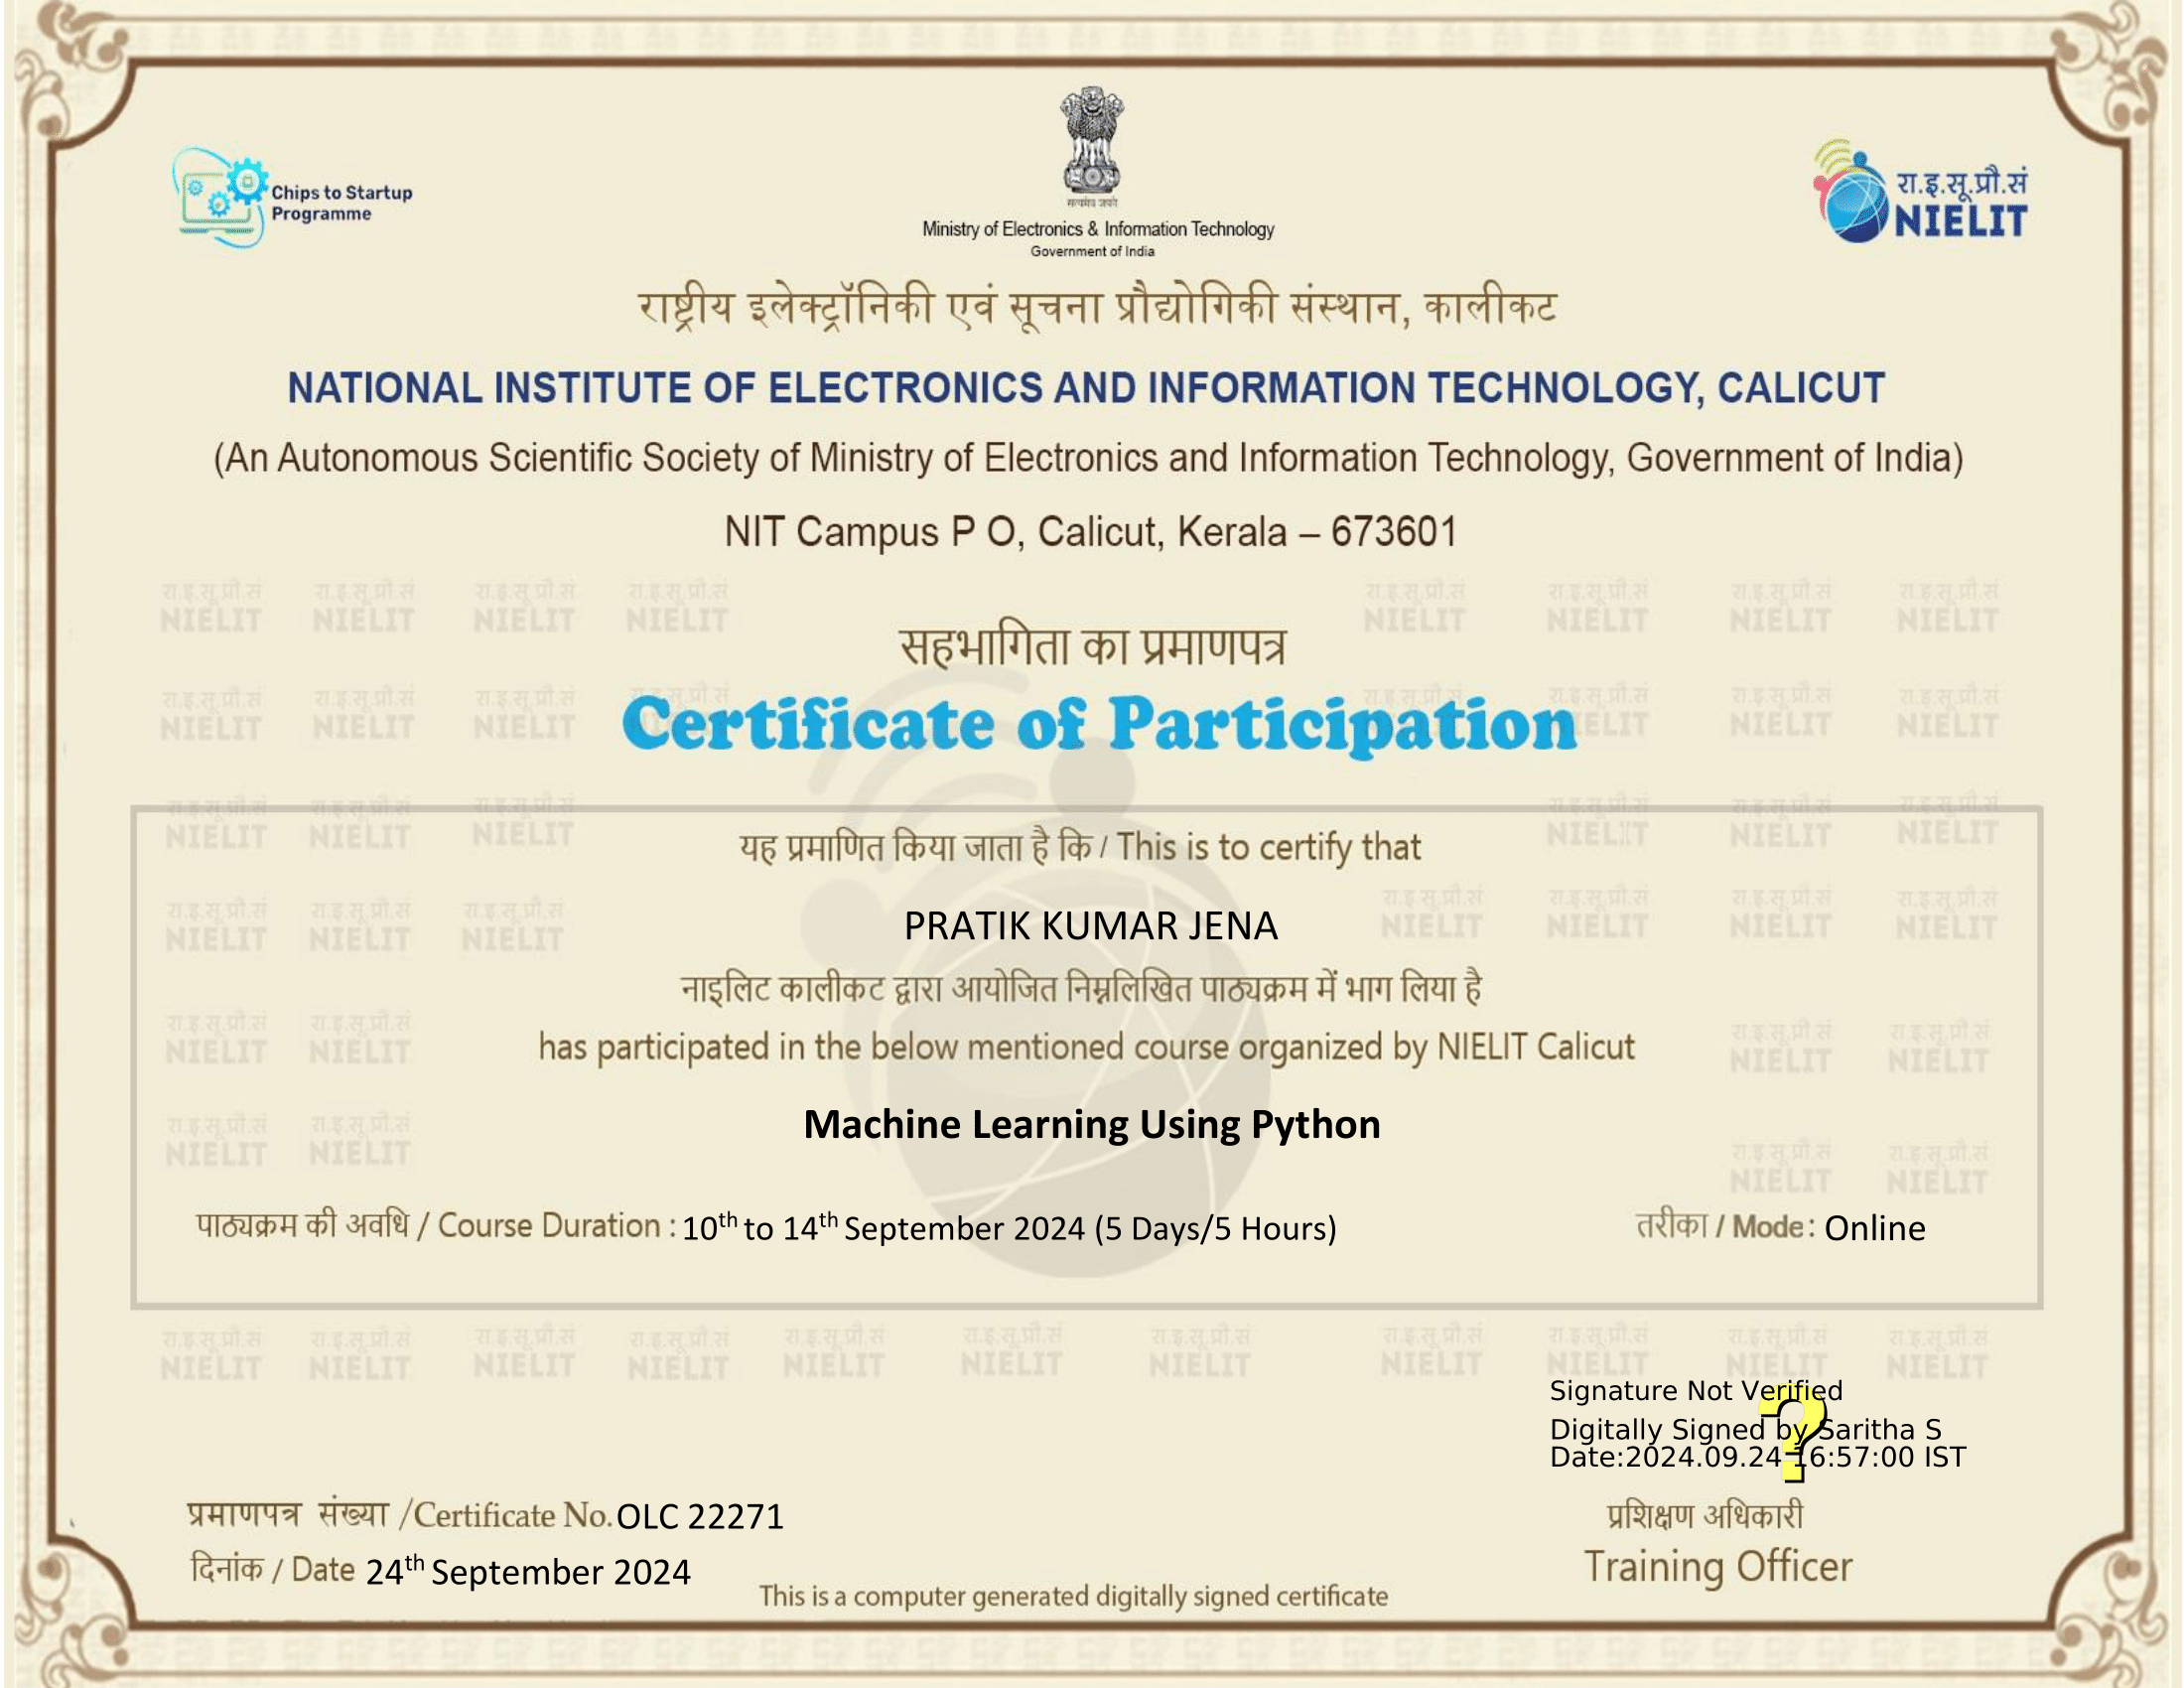 Chips to Startup
Programme
सत्यमेव जयते
Ministry of Electronics & Information Technology
Government of India
रा.इ.सू.प्रौ.सं
NIELIT
राष्ट्रीय इलेक्ट्रॉनिकी एवं सूचना प्रौद्योगिकी संस्थान, कालीकट
NATIONAL INSTITUTE OF ELECTRONICS AND INFORMATION TECHNOLOGY, CALICUT
(An Autonomous Scientific Society of Ministry of Electronics and Information Technology, Government of India)
NIT Campus P O, Calicut, Kerala – 673601
सहभागिता का प्रमाणपत्र
Certificate of Participation
यह प्रमाणित किया जाता है कि / This is to certify that
PRATIK KUMAR JENA
नाइलिट कालीकट द्वारा आयोजित निम्नलिखित पाठ्यक्रम में भाग लिया है
has participated in the below mentioned course organized by NIELIT Calicut
Machine Learning Using Python
पाठ्यक्रम की अवधि / Course Duration : 10th to 14th September 2024 (5 Days/5 Hours) तरीका / Mode: Online
Signature Not Verified
Digitally Signed by Saritha S
Date:2024.09.24 16:57:00 IST
प्रमाणपत्र संख्या /Certificate No. OLC 22271
प्रशिक्षण अधिकारी
दिनांक / Date 24th September 2024
Training Officer
This is a computer generated digitally signed certificate